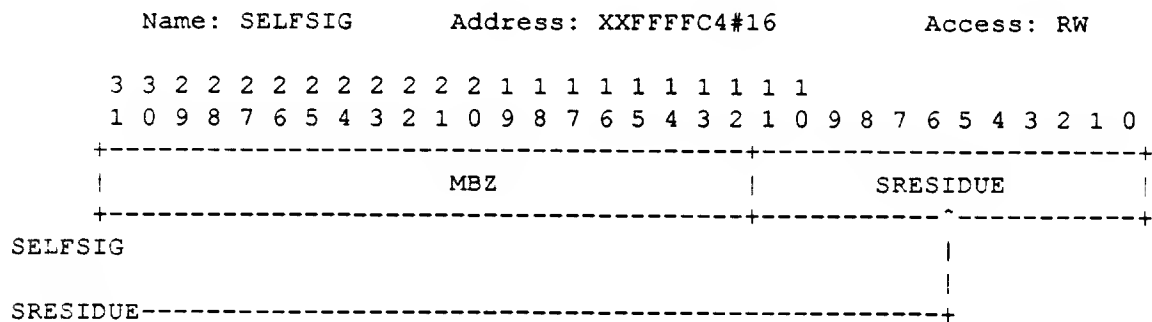 Name: SELFSIG Address: XXFFFFC4#16 Access: RW
3 3 2 2 2 2 2 2 2 2 2 2 1 1 1 1 1 1 1 1 1 1
1 0 9 8 7 6 5 4 3 2 1 0 9 8 7 6 5 4 3 2 1 0 9 8 7 6 5 4 3 2 1 0
MBZ SRESIDUE
SELFSIG
SRESIDUE